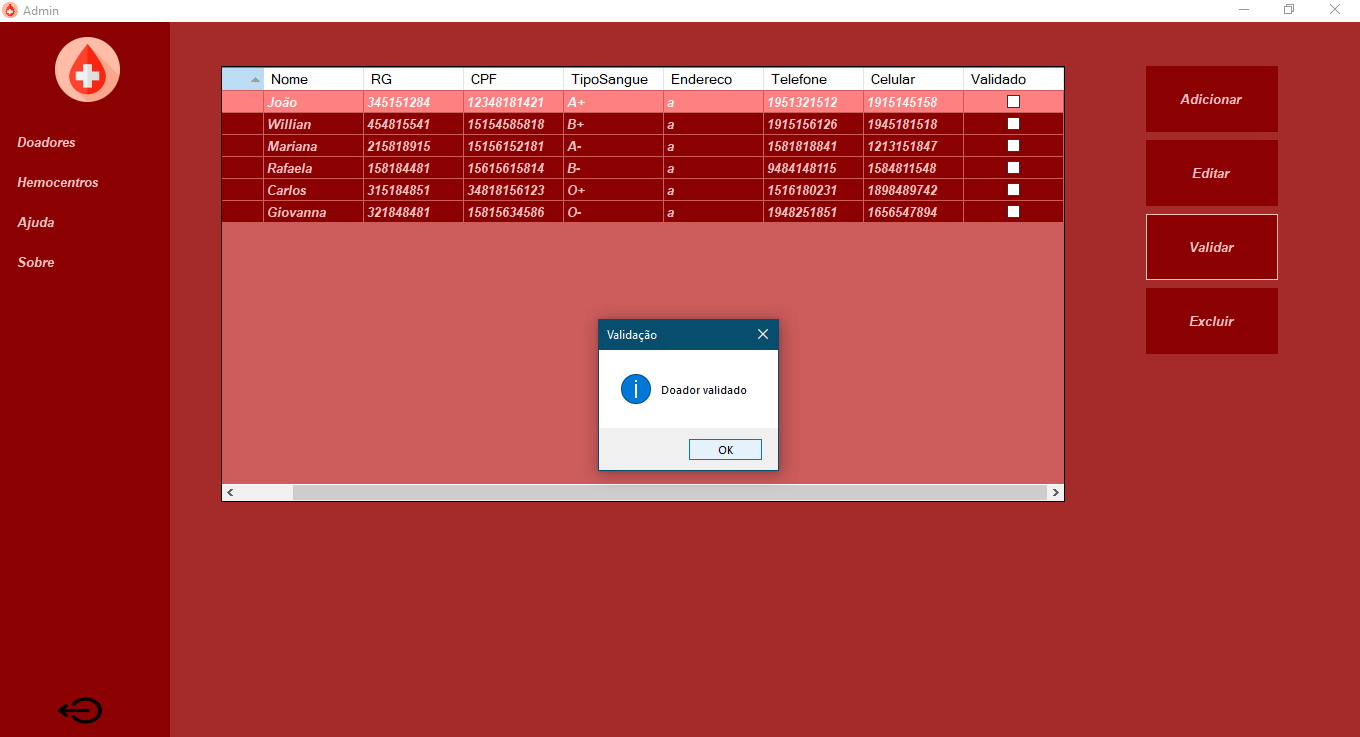 Admin
Doadores
Hemocentros
Ajuda
Sobre
Nome RG CPF TipoSangue Endereco Telefone Celular Validado
João 345151284 12348181421 A+ a 1951321512 1915145158
Willian 454815541 15154585818 B+ a 1915156126 1945181518
Mariana 215818915 15156152181 A- a 1581818841 1213151847
Rafaela 158184481 15615615814 B- a 9484148115 1584811548
Carlos 315184851 34818156123 O+ a 1516180231 1898489742
Giovanna 321848481 15815634586 O- a 1948251851 1656547894
Validação
Doador validado
OK
Adicionar
Editar
Validar
Excluir